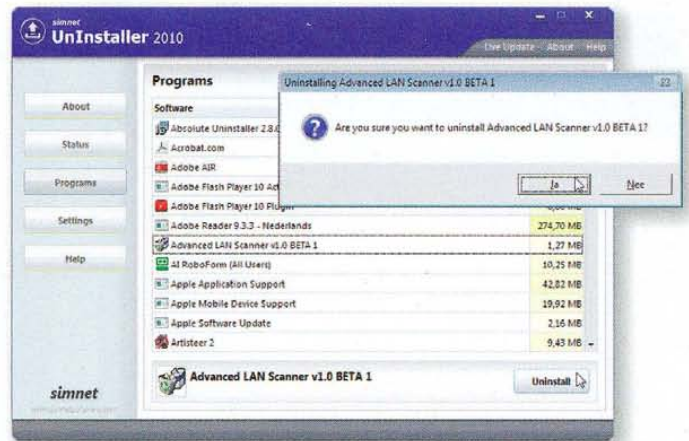 simnet
UnInstaller 2010
Live Update About Help
About
Status
Programs
Settings
Help
simnet
Programs
Software
Absolute Uninstaller 2.8.
Acrobat.com
Adobe AIR
Adobe Flash Player 10 Act
Adobe Flash Player 10 Plugin
Adobe Reader 9.3.3 - Nederlands 274,70 MB
Advanced LAN Scanner v1.0 BETA 1 1,27 MB
AI RoboForm (All Users) 10,25 MB
Apple Application Support 42,82 MB
Apple Mobile Device Support 19,92 MB
Apple Software Update 2,16 MB
Artisteer 2 9,43 MB
Advanced LAN Scanner v1.0 BETA 1
Uninstall
Uninstalling Advanced LAN Scanner v1.0 BETA 1
Are you sure you want to uninstall Advanced LAN Scanner v1.0 BETA 1?
Ja
Nee